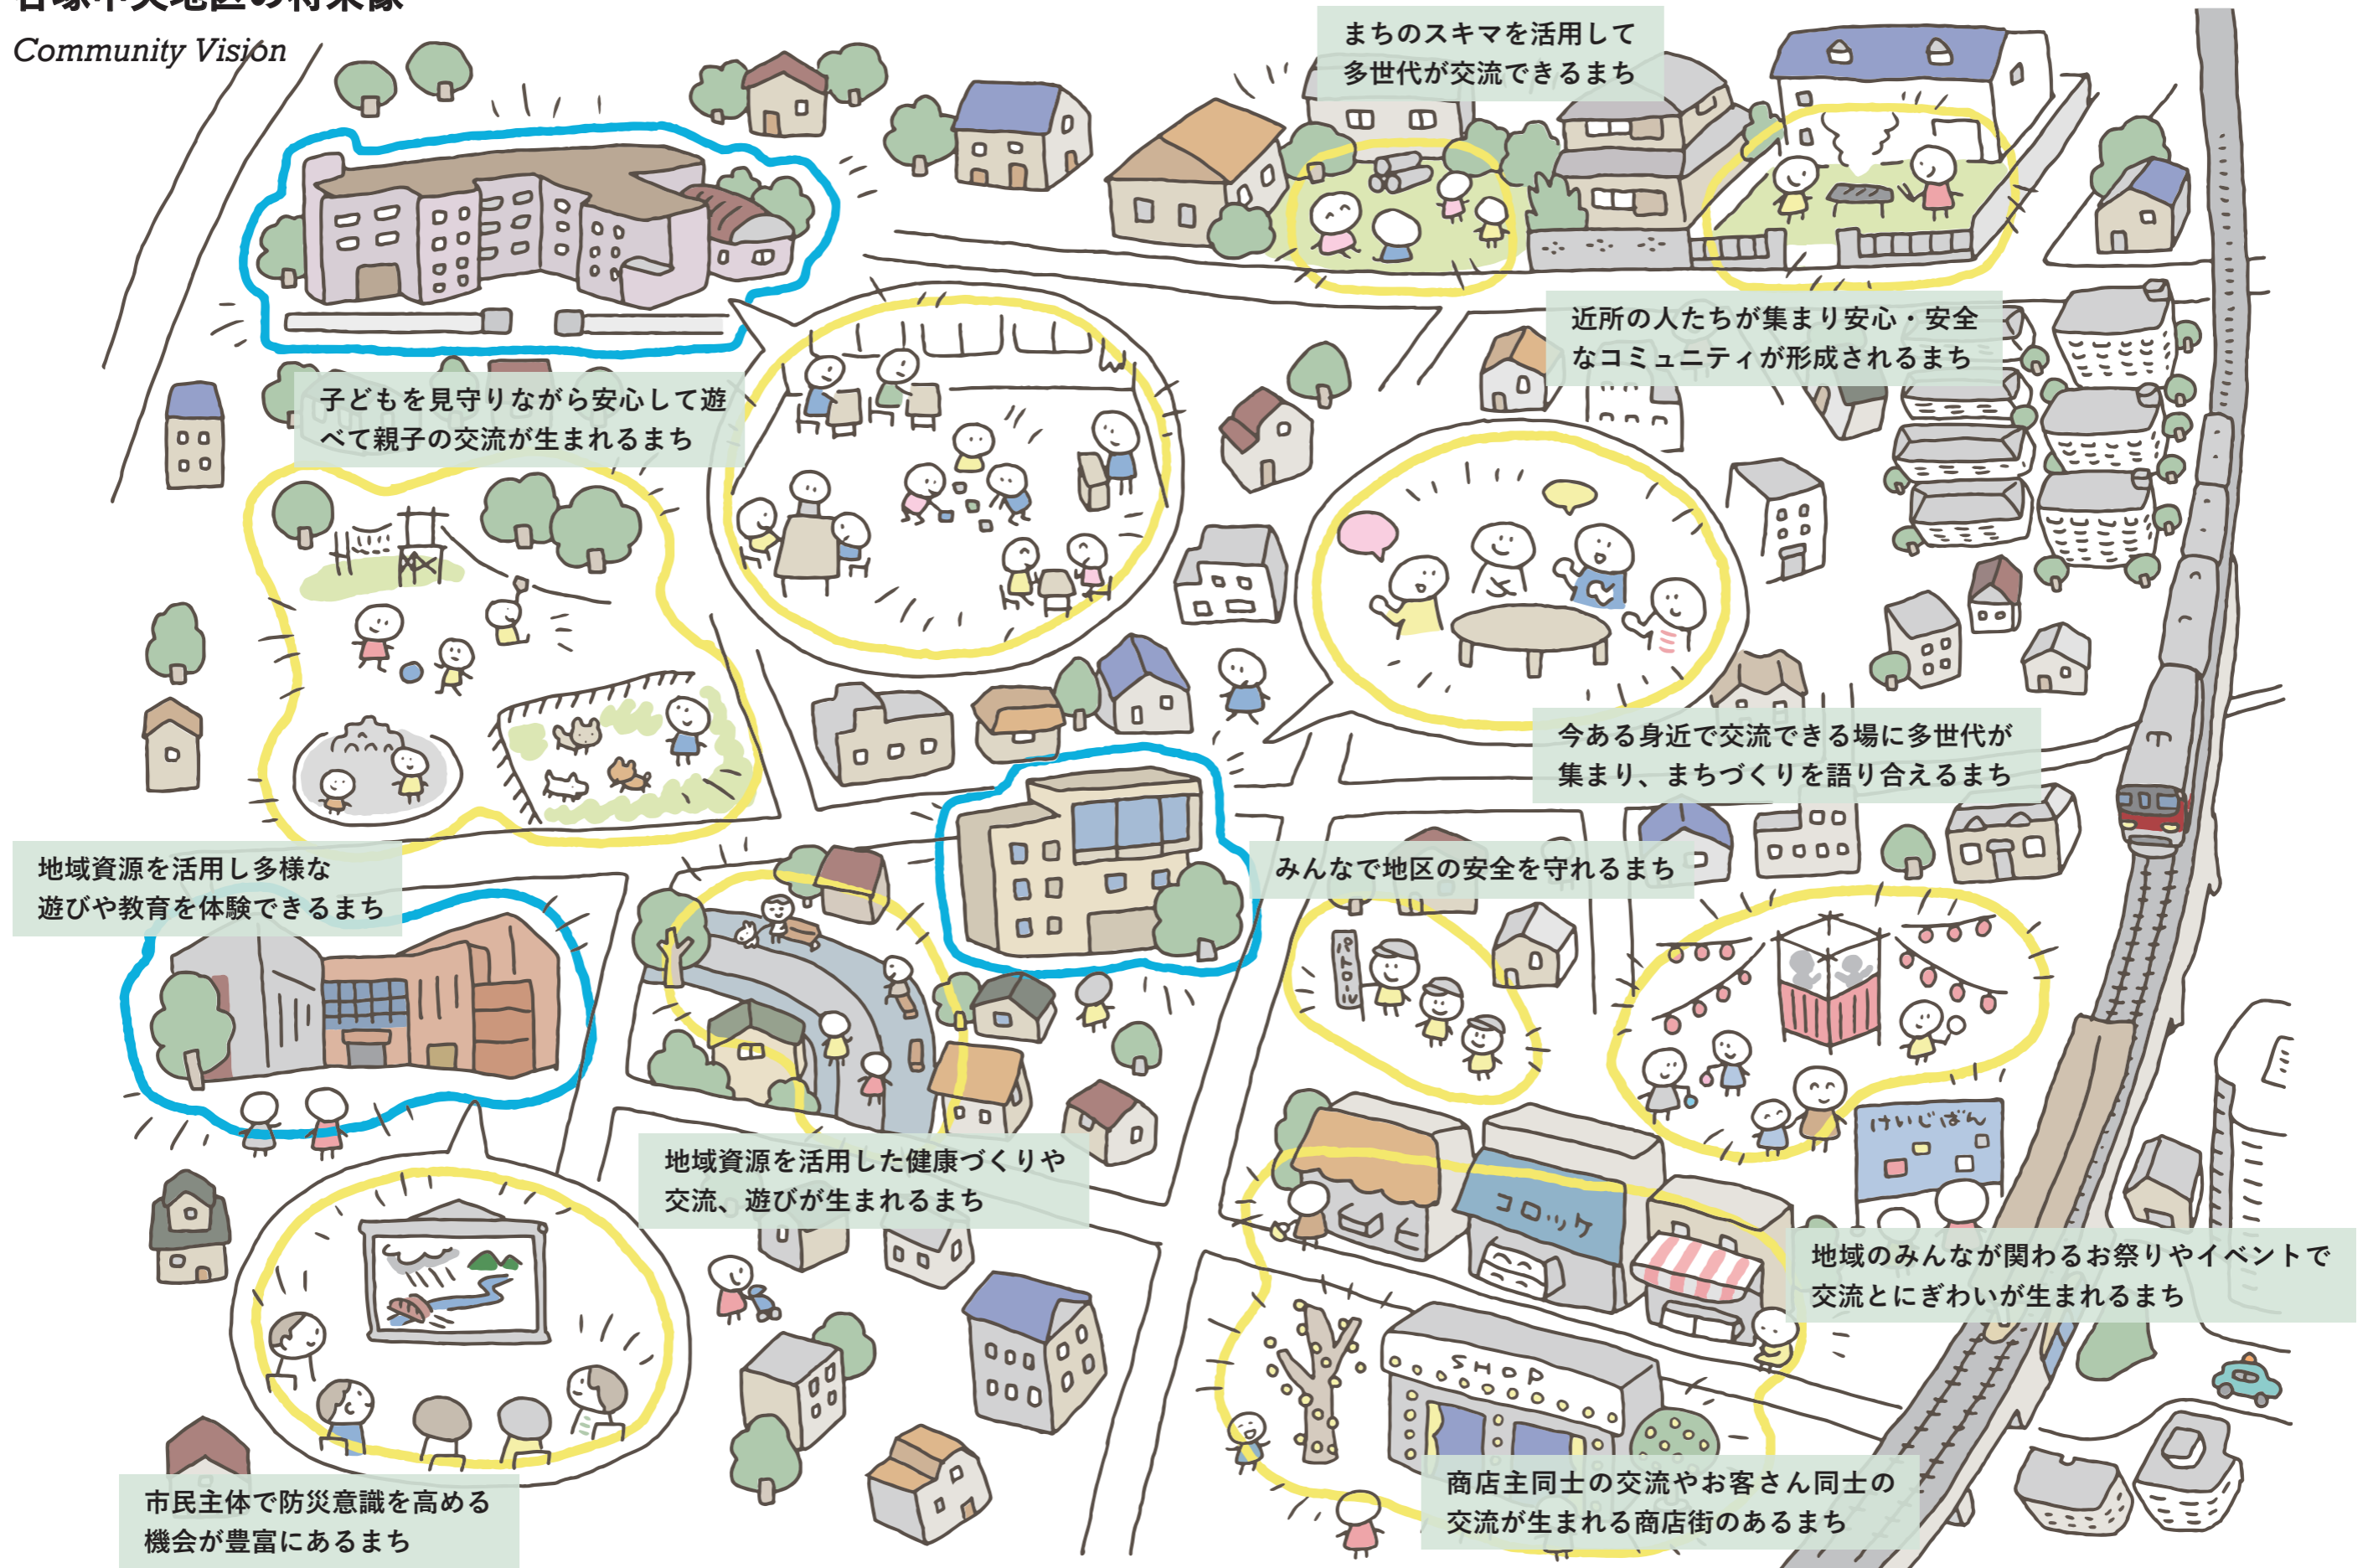 Community Vision
まちのスキマを活用して
多世代が交流できるまち
近所の人たちが集まり安心・安全
なコミュニティが形成されるまち
子どもを見守りながら安心して遊
べて親子の交流が生まれるまち
今ある身近で交流できる場に多世代が
集まり、まちづくりを語り合えるまち
地域資源を活用し多様な
遊びや教育を体験できるまち
みんなで地区の安全を守れるまち
パトロール
けいじばん
地域資源を活用した健康づくりや
交流、遊びが生まれるまち
コロッケ
地域のみんなが関わるお祭りやイベントで
交流とにぎわいが生まれるまち
SHOP
市民主体で防災意識を高める
機会が豊富にあるまち
商店主同士の交流やお客さん同士の
交流が生まれる商店街のあるまち